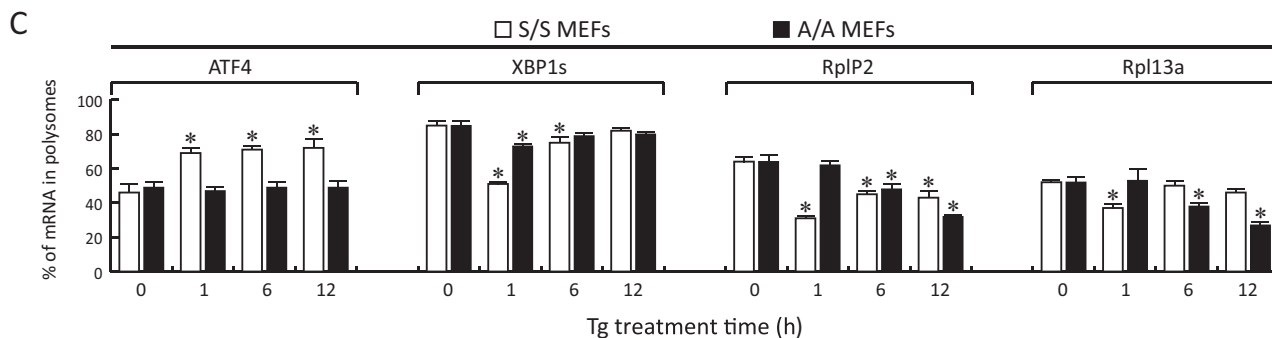 C
S/S MEFs A/A MEFs
ATF4 XBP1s RplP2 Rpl13a
% of mRNA in polysomes
100
80
60
40
20
0
* * * * * * * * * * * * * *
0 1 6 12 0 1 6 12 0 1 6 12 0 1 6 12
Tg treatment time (h)